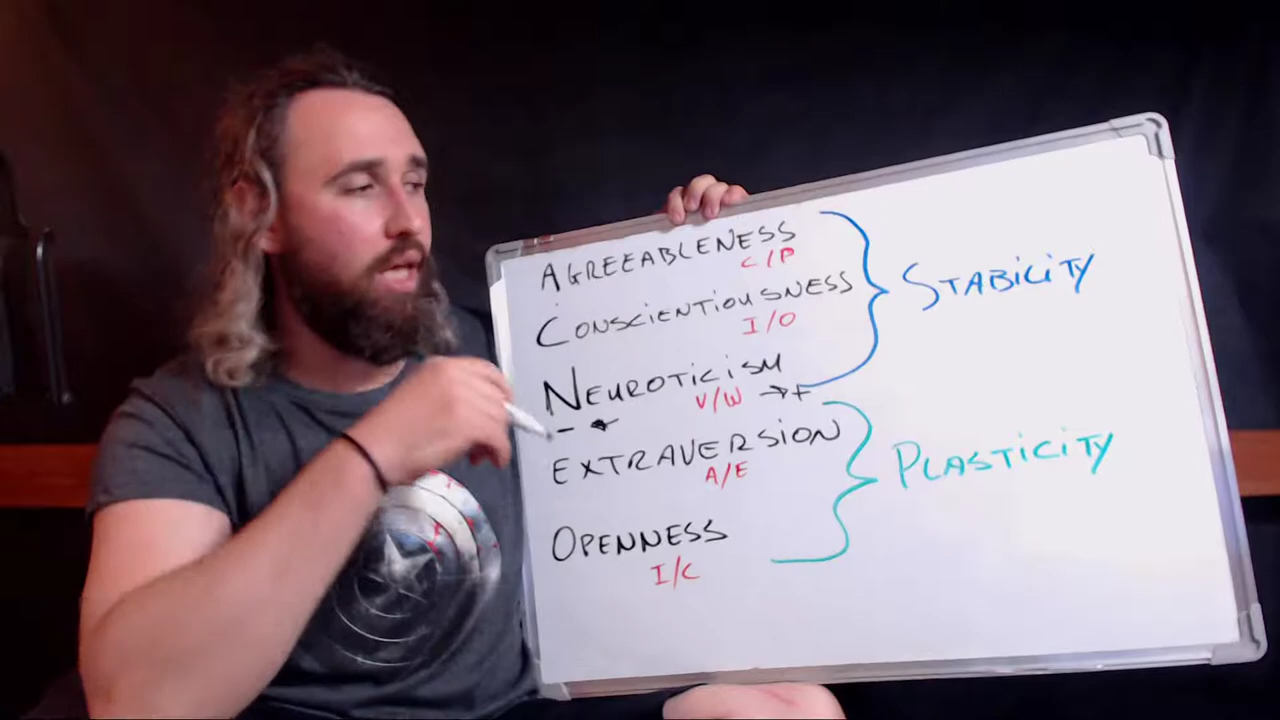 AGREEABLENESS
C/P
CONSCIENTIOUSNESS
I/O
STABILITY
NEUROTICISM
V/W → +
- ←
EXTRAVERSION
A/E
PLASTICITY
OPENNESS
I/C